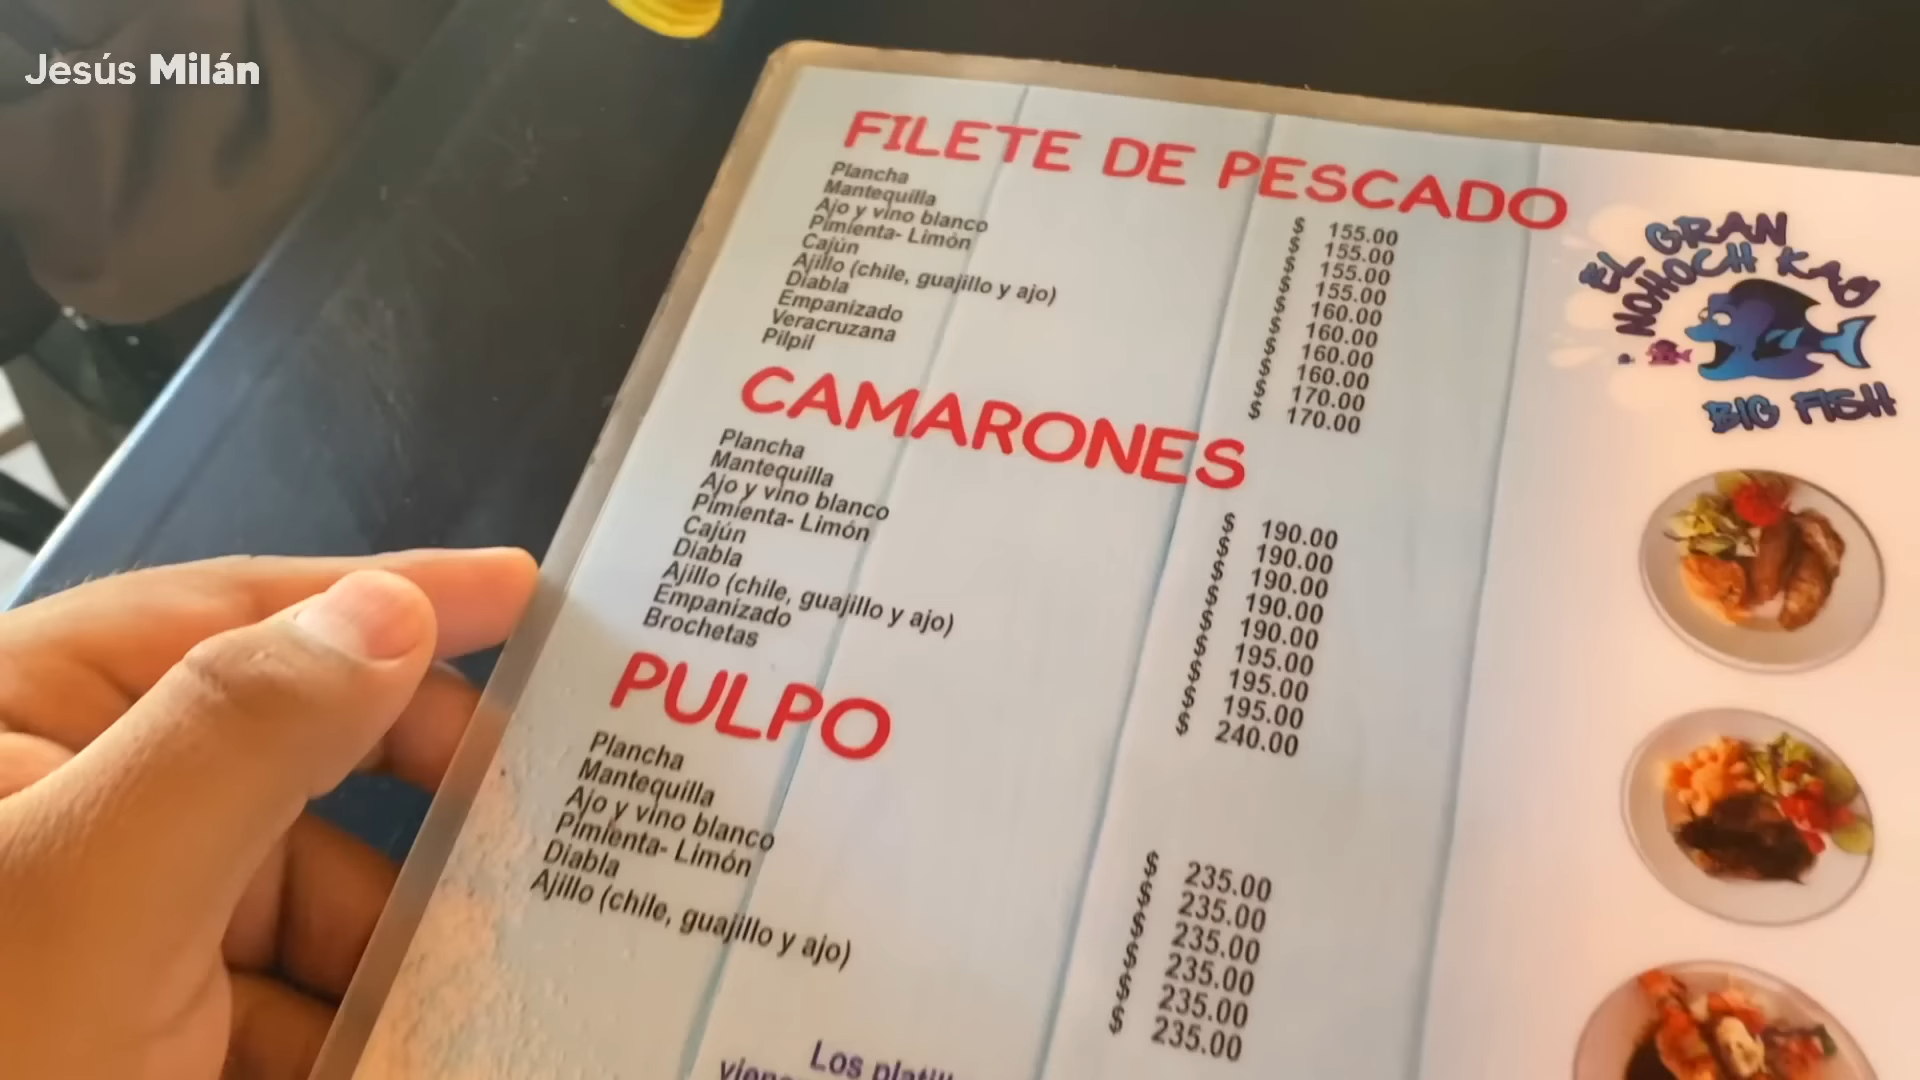 Jesús Milán
FILETE DE PESCADO
Plancha $ 155.00
Mantequilla $ 155.00
Ajo y vino blanco $ 155.00
Pimienta- Limón $ 155.00
Cajún $ 160.00
Ajillo (chile, guajillo y ajo) $ 160.00
Diabla $ 160.00
Empanizado $ 160.00
Veracruzana $ 170.00
Pilpil $ 170.00
EL GRAN
NOHOCH KAY
BIG FISH
CAMARONES
Plancha $ 190.00
Mantequilla $ 190.00
Ajo y vino blanco $ 190.00
Pimienta- Limón $ 190.00
Cajún $ 190.00
Diabla $ 195.00
Ajillo (chile, guajillo y ajo) $ 195.00
Empanizado $ 195.00
Brochetas $ 240.00
PULPO
Plancha $ 235.00
Mantequilla $ 235.00
Ajo y vino blanco $ 235.00
Pimienta- Limón $ 235.00
Diabla $ 235.00
Ajillo (chile, guajillo y ajo) $ 235.00
Los